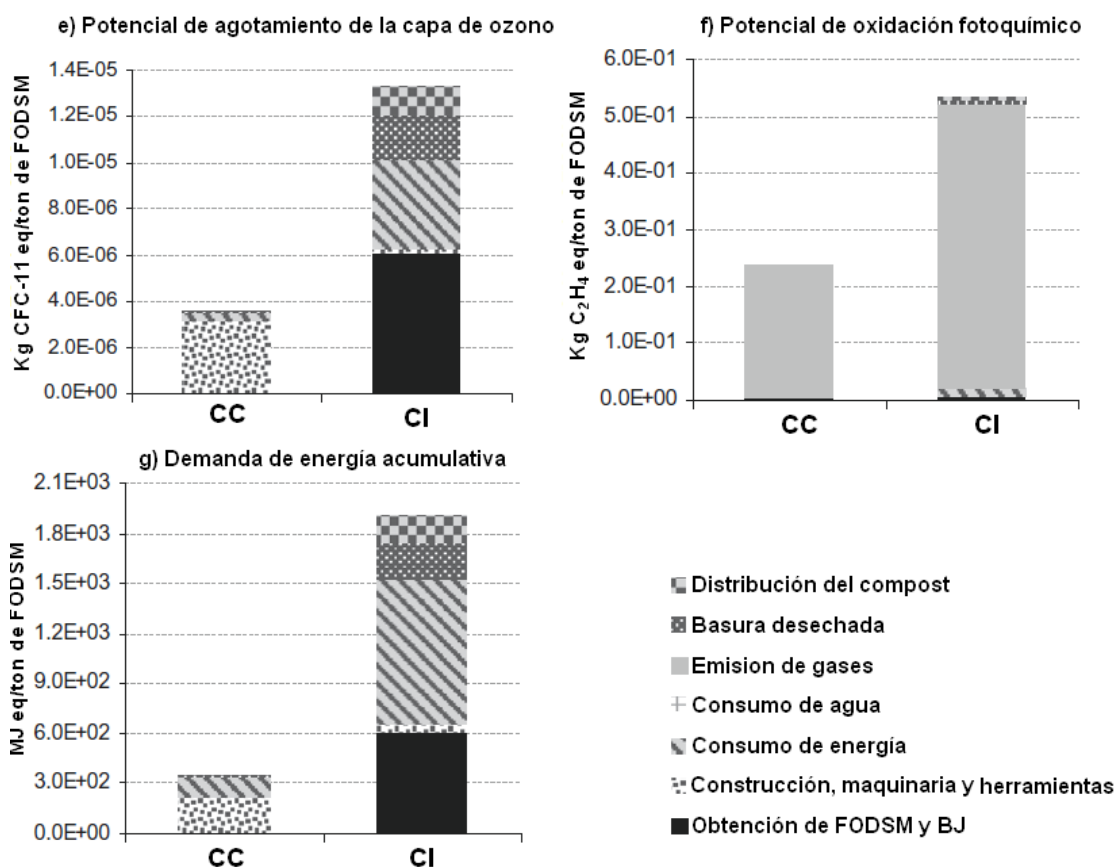 e) Potencial de agotamiento de la capa de ozono
Kg CFC-11 eq/ton de FODSM
1.4E-05
1.2E-05
1.0E-05
8.0E-06
6.0E-06
4.0E-06
2.0E-06
0.0E+00
CC
CI
f) Potencial de oxidación fotoquímico
Kg C₂H₄ eq/ton de FODSM
6.0E-01
5.0E-01
4.0E-01
3.0E-01
2.0E-01
1.0E-01
0.0E+00
CC
CI
g) Demanda de energía acumulativa
MJ eq/ton de FODSM
2.1E+03
1.8E+03
1.5E+03
1.2E+03
9.0E+02
6.0E+02
3.0E+02
0.0E+00
CC
CI
Distribución del compost
Basura desechada
Emision de gases
Consumo de agua
Consumo de energía
Construcción, maquinaria y herramientas
Obtención de FODSM y BJ